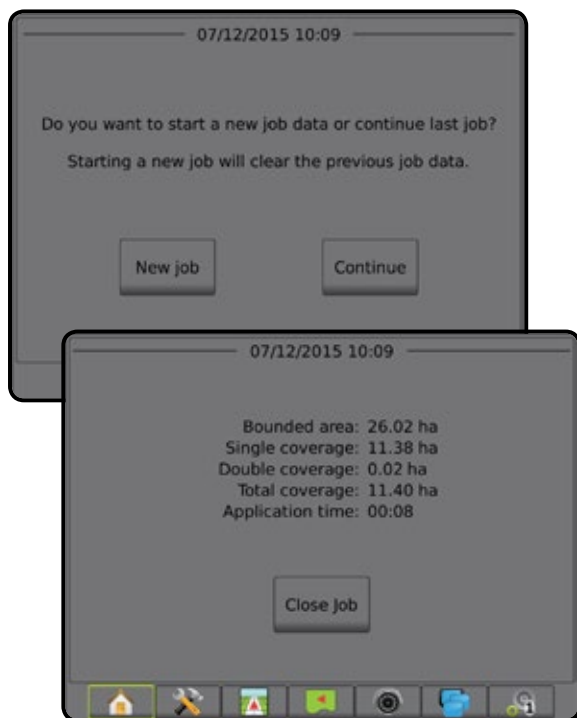 07/12/2015 10:09
Do you want to start a new job data or continue last job?
Starting a new job will clear the previous job data.
New job
Continue
07/12/2015 10:09
Bounded area: 26.02 ha
Single coverage: 11.38 ha
Double coverage: 0.02 ha
Total coverage: 11.40 ha
Application time: 00:08
Close Job